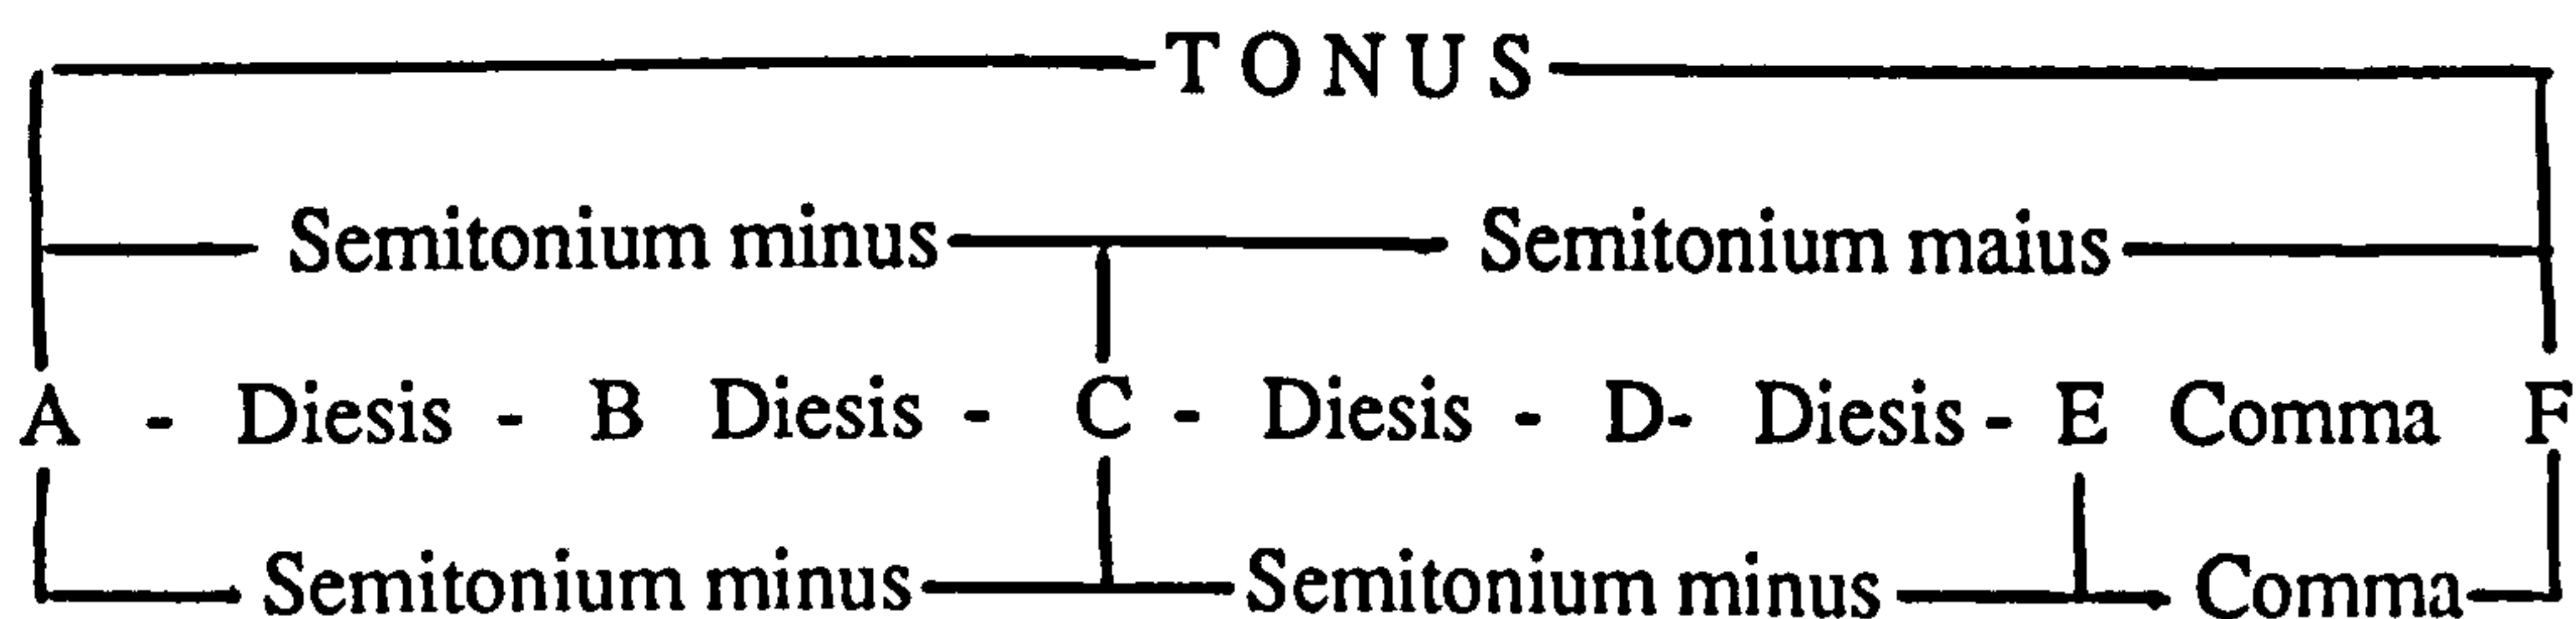 TONUS
Semitonium minus Semitonium maius
A - Diesis - B Diesis - C - Diesis - D- Diesis - E Comma F
Semitonium minus Semitonium minus Comma